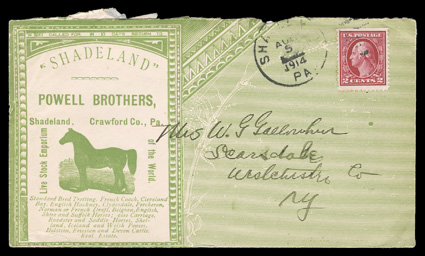 "SHADELAND"
POWELL BROTHERS,
Shadeland, Crawford Co., Pa.
Live Stock Emporium
of the World.
Standard Bred Trotting, French Coach, Cleveland
Bay, English Hackney, Clydesdale, Percheron,
Norman or French Draft, Belgian, English
Shire and Suffolk Horses; also Carriage,
Roadster and Saddle Horses, Shet-
land, Iceland and Welsh Ponies,
Holstein, Friesian and Devon Cattle.
Real Estate.
SHA
AUG
5
1914
PA.
U.S. POSTAGE
2 CENTS 2
Mrs W. G.
Scarsdale
Westchester Co
NY